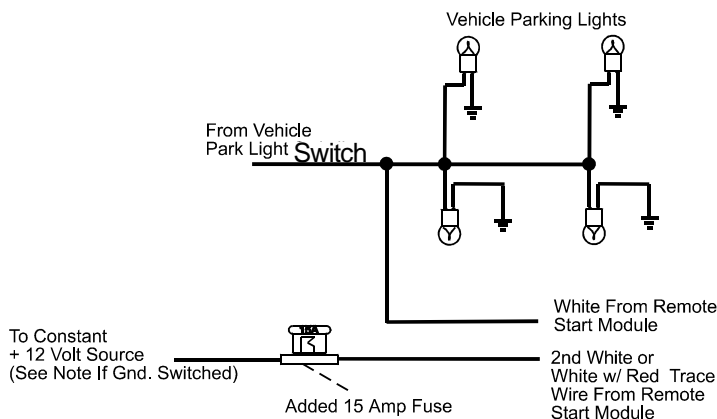 Vehicle Parking Lights
From Vehicle
Park Light Switch
White From Remote
Start Module
15A
To Constant
+ 12 Volt Source
(See Note If Gnd. Switched)
2nd White or
White w/ Red Trace
Wire From Remote
Start Module
Added 15 Amp Fuse